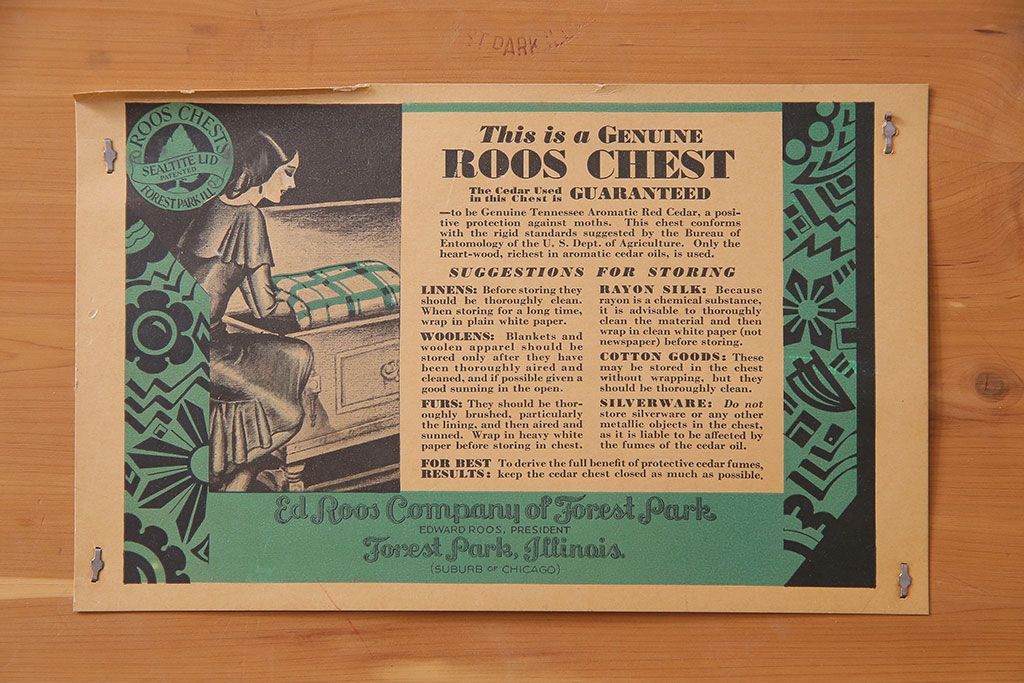 ST PARK ILL
ROOS CHESTS
SEALTITE LID
PATENTED
FOREST PARK ILL
This is a GENUINE
ROOS CHEST
The Cedar Used
in this Chest is GUARANTEED
—to be Genuine Tennessee Aromatic Red Cedar, a posi-
tive protection against moths. This chest conforms
with the rigid standards suggested by the Bureau of
Entomology of the U. S. Dept. of Agriculture. Only the
heart-wood, richest in aromatic cedar oils, is used.
SUGGESTIONS FOR STORING
LINENS: Before storing they
should be thoroughly clean.
When storing for a long time,
wrap in plain white paper.
WOOLENS: Blankets and
woolen apparel should be
stored only after they have
been thoroughly aired and
cleaned, and if possible given a
good sunning in the open.
FURS: They should be thor-
oughly brushed, particularly
the lining, and then aired and
sunned. Wrap in heavy white
paper before storing in chest.
RAYON SILK: Because
rayon is a chemical substance,
it is advisable to thoroughly
clean the material and then
wrap in clean white paper (not
newspaper) before storing.
COTTON GOODS: These
may be stored in the chest
without wrapping, but they
should be thoroughly clean.
SILVERWARE: Do not
store silverware or any other
metallic objects in the chest,
as it is liable to be affected by
the fumes of the cedar oil.
FOR BEST RESULTS: To derive the full benefit of protective cedar fumes,
keep the cedar chest closed as much as possible.
Ed Roos Company of Forest Park
EDWARD ROOS, PRESIDENT
Forest Park, Illinois.
(SUBURB OF CHICAGO)